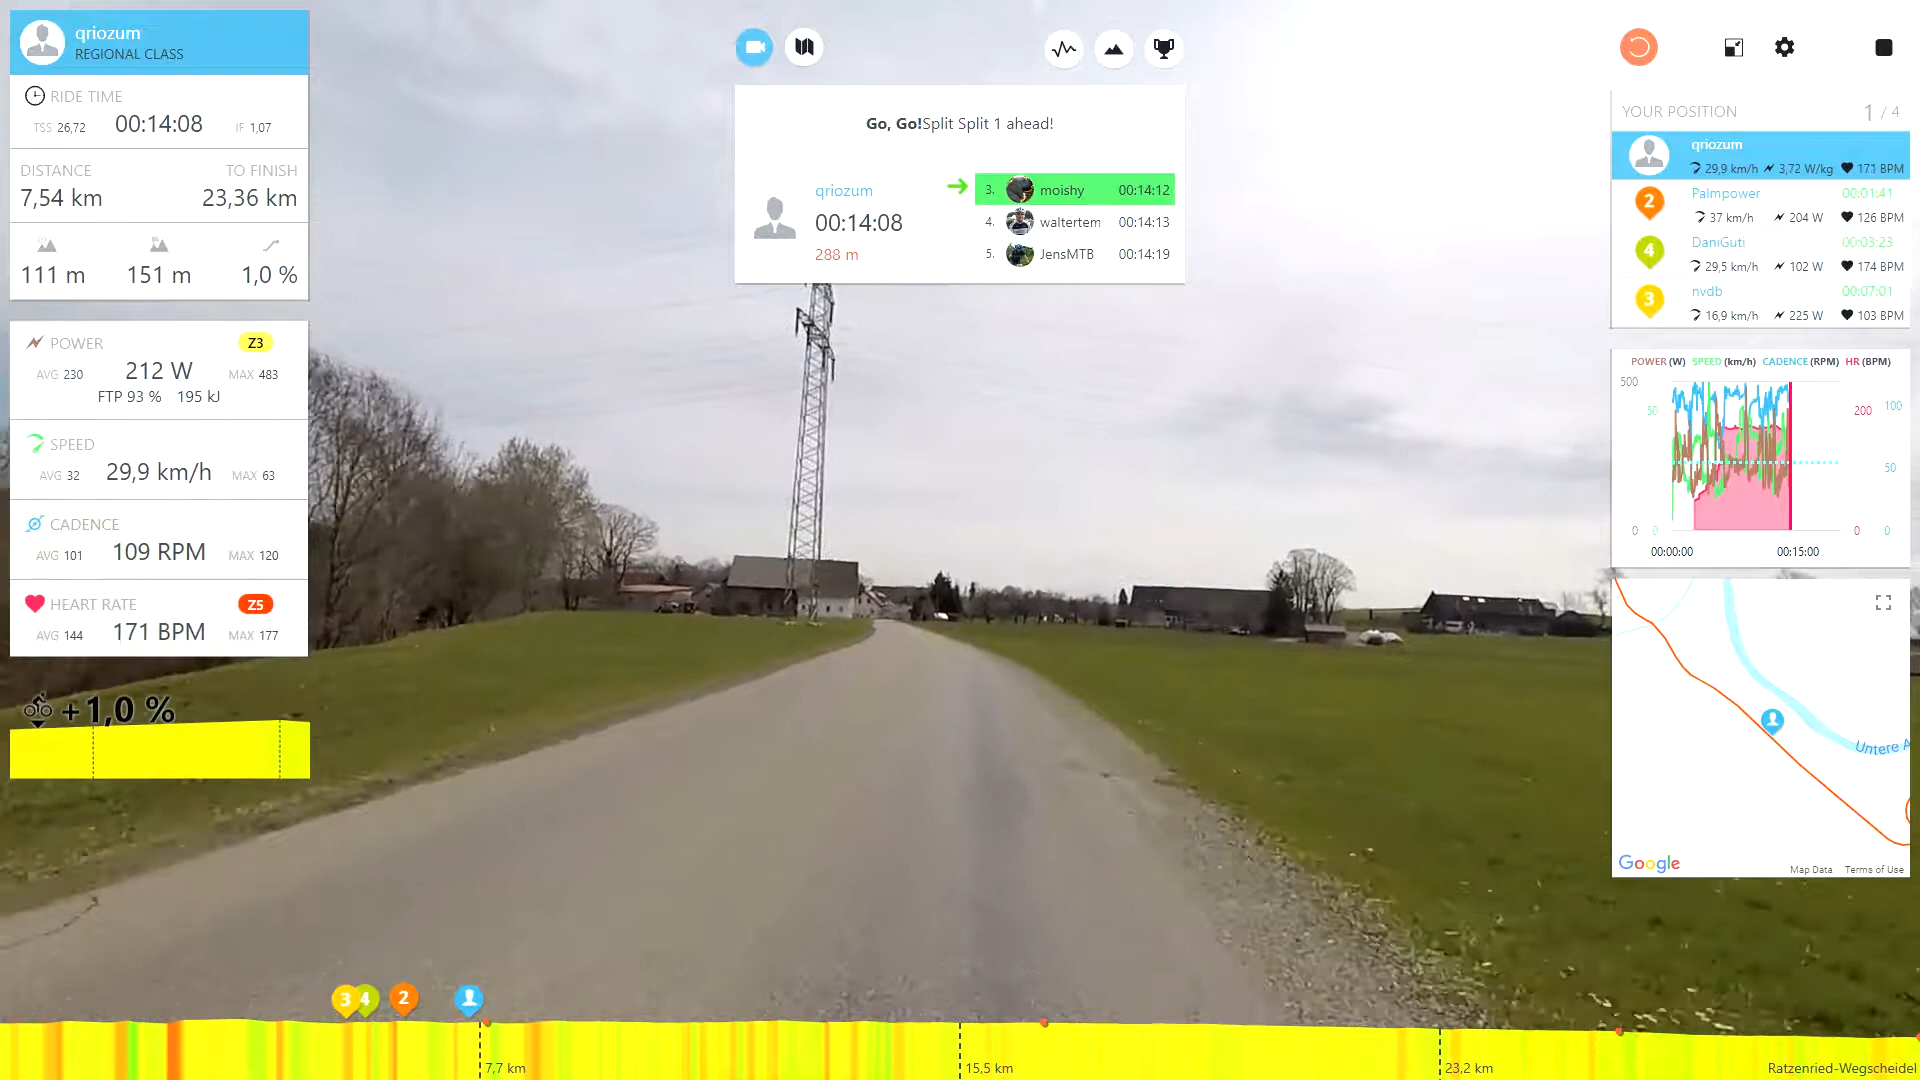 qriozum
REGIONAL CLASS
RIDE TIME
TSS 26,72 00:14:08 IF 1,07
DISTANCE TO FINISH
7,54 km 23,36 km
111 m 151 m 1,0 %
POWER Z3
AVG 230 212 W MAX 483
FTP 93 % 195 kJ
SPEED
AVG 32 29,9 km/h MAX 63
CADENCE
AVG 101 109 RPM MAX 120
HEART RATE Z5
AVG 144 171 BPM MAX 177
+1,0 %
Go, Go!Split Split 1 ahead!
qriozum
00:14:08
288 m
3. moishy 00:14:12
4. waltertem 00:14:13
5. JensMTB 00:14:19
YOUR POSITION 1 / 4
qriozum
29,9 km/h 3,72 W/kg 171 BPM
2 Palmpower 00:01:41
37 km/h 204 W 126 BPM
4 DaniGuti 00:03:23
29,5 km/h 102 W 174 BPM
3 nvdb 00:07:01
16,9 km/h 225 W 103 BPM
POWER (W) SPEED (km/h) CADENCE (RPM) HR (BPM)
500
50 200 100
50
0 0 0 0
00:00:00 00:15:00
Untere A
Google Map Data Terms of Use
3 4 2
7,7 km 15,5 km 23,2 km Ratzenried-Wegscheidel